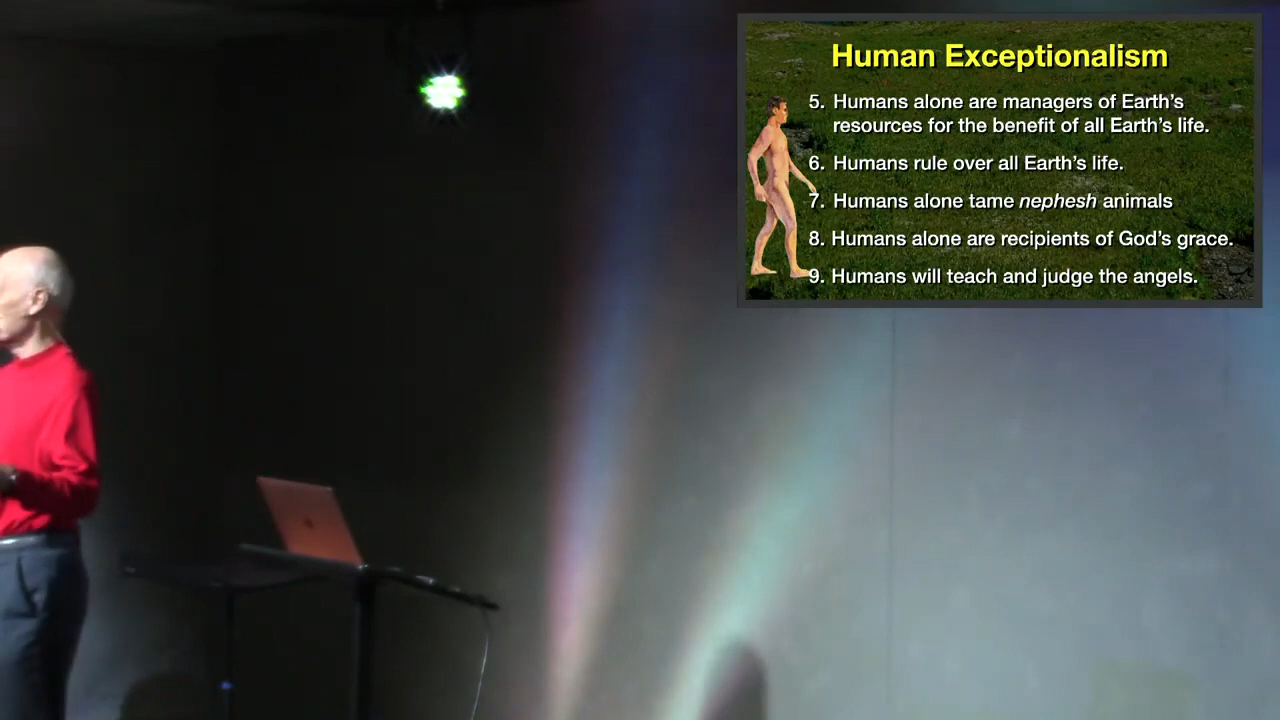 Human Exceptionalism
5. Humans alone are managers of Earth's
resources for the benefit of all Earth's life.
6. Humans rule over all Earth's life.
7. Humans alone tame nephesh animals
8. Humans alone are recipients of God's grace.
9. Humans will teach and judge the angels.